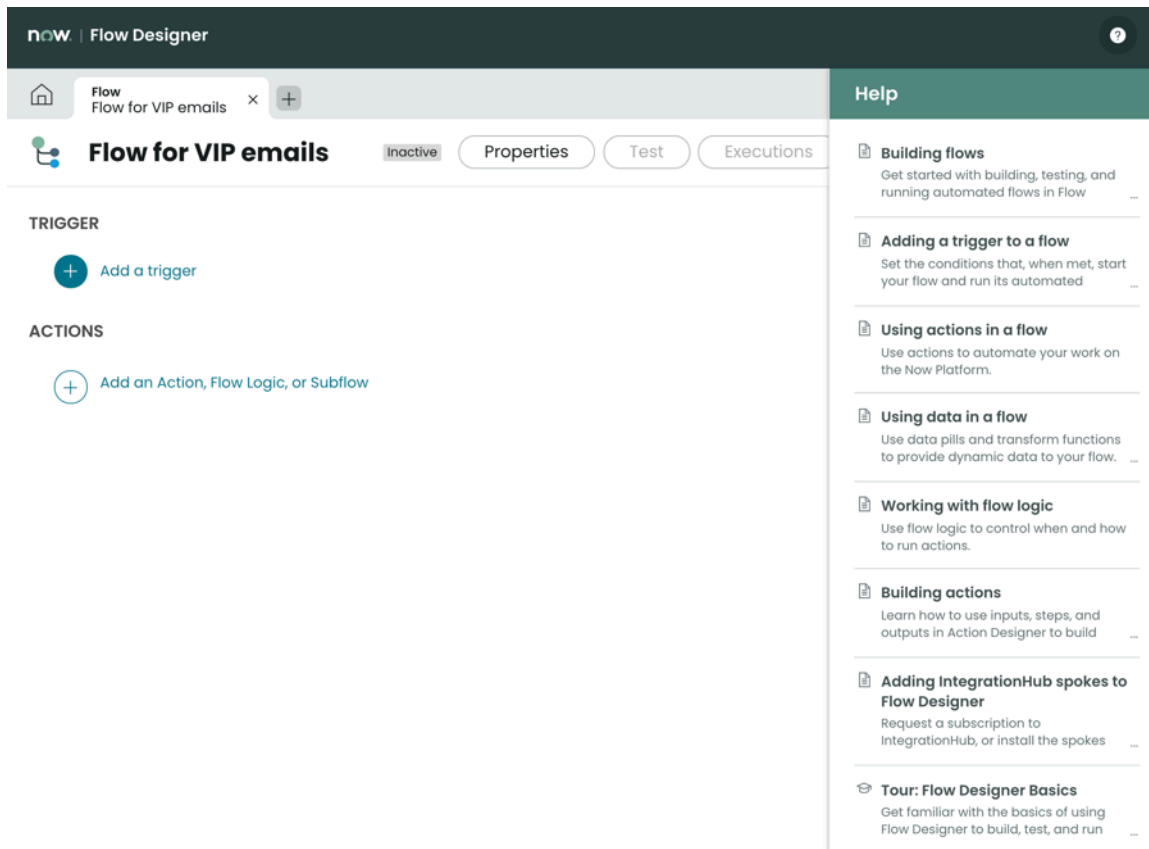 now. | Flow Designer
?
Flow
Flow for VIP emails
Flow for VIP emails
Inactive
Properties
Test
Executions
TRIGGER
Add a trigger
ACTIONS
Add an Action, Flow Logic, or Subflow
Help
Building flows
Get started with building, testing, and
running automated flows in Flow ...
Adding a trigger to a flow
Set the conditions that, when met, start
your flow and run its automated ...
Using actions in a flow
Use actions to automate your work on
the Now Platform.
Using data in a flow
Use data pills and transform functions
to provide dynamic data to your flow. ...
Working with flow logic
Use flow logic to control when and how
to run actions.
Building actions
Learn how to use inputs, steps, and
outputs in Action Designer to build ...
Adding IntegrationHub spokes to
Flow Designer
Request a subscription to
IntegrationHub, or install the spokes ...
Tour: Flow Designer Basics
Get familiar with the basics of using
Flow Designer to build, test, and run ...